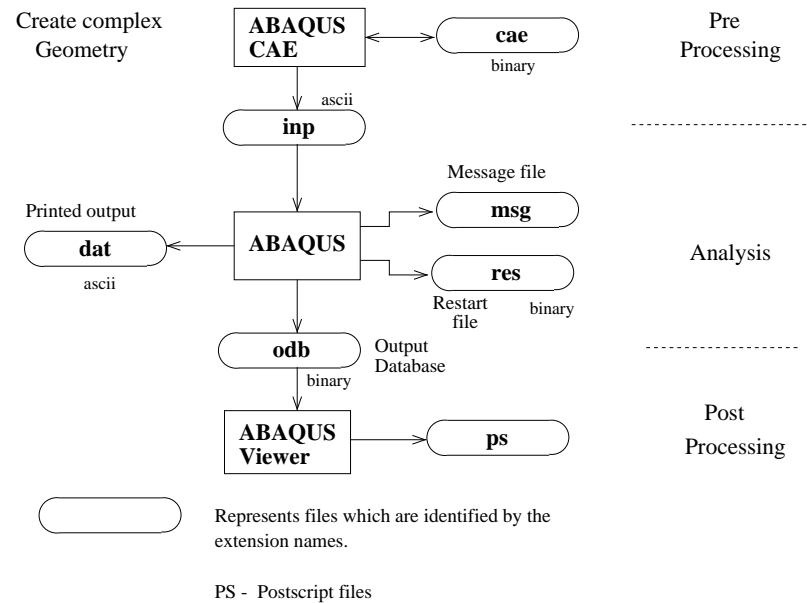 Create complex
Geometry
ABAQUS
CAE
cae
binary
Pre
Processing
ascii
inp
Message file
msg
Printed output
dat
ascii
ABAQUS
res
Restart
file
binary
Analysis
odb
binary
Output
Database
ABAQUS
Viewer
ps
Post
Processing
Represents files which are identified by the
extension names.
PS - Postscript files